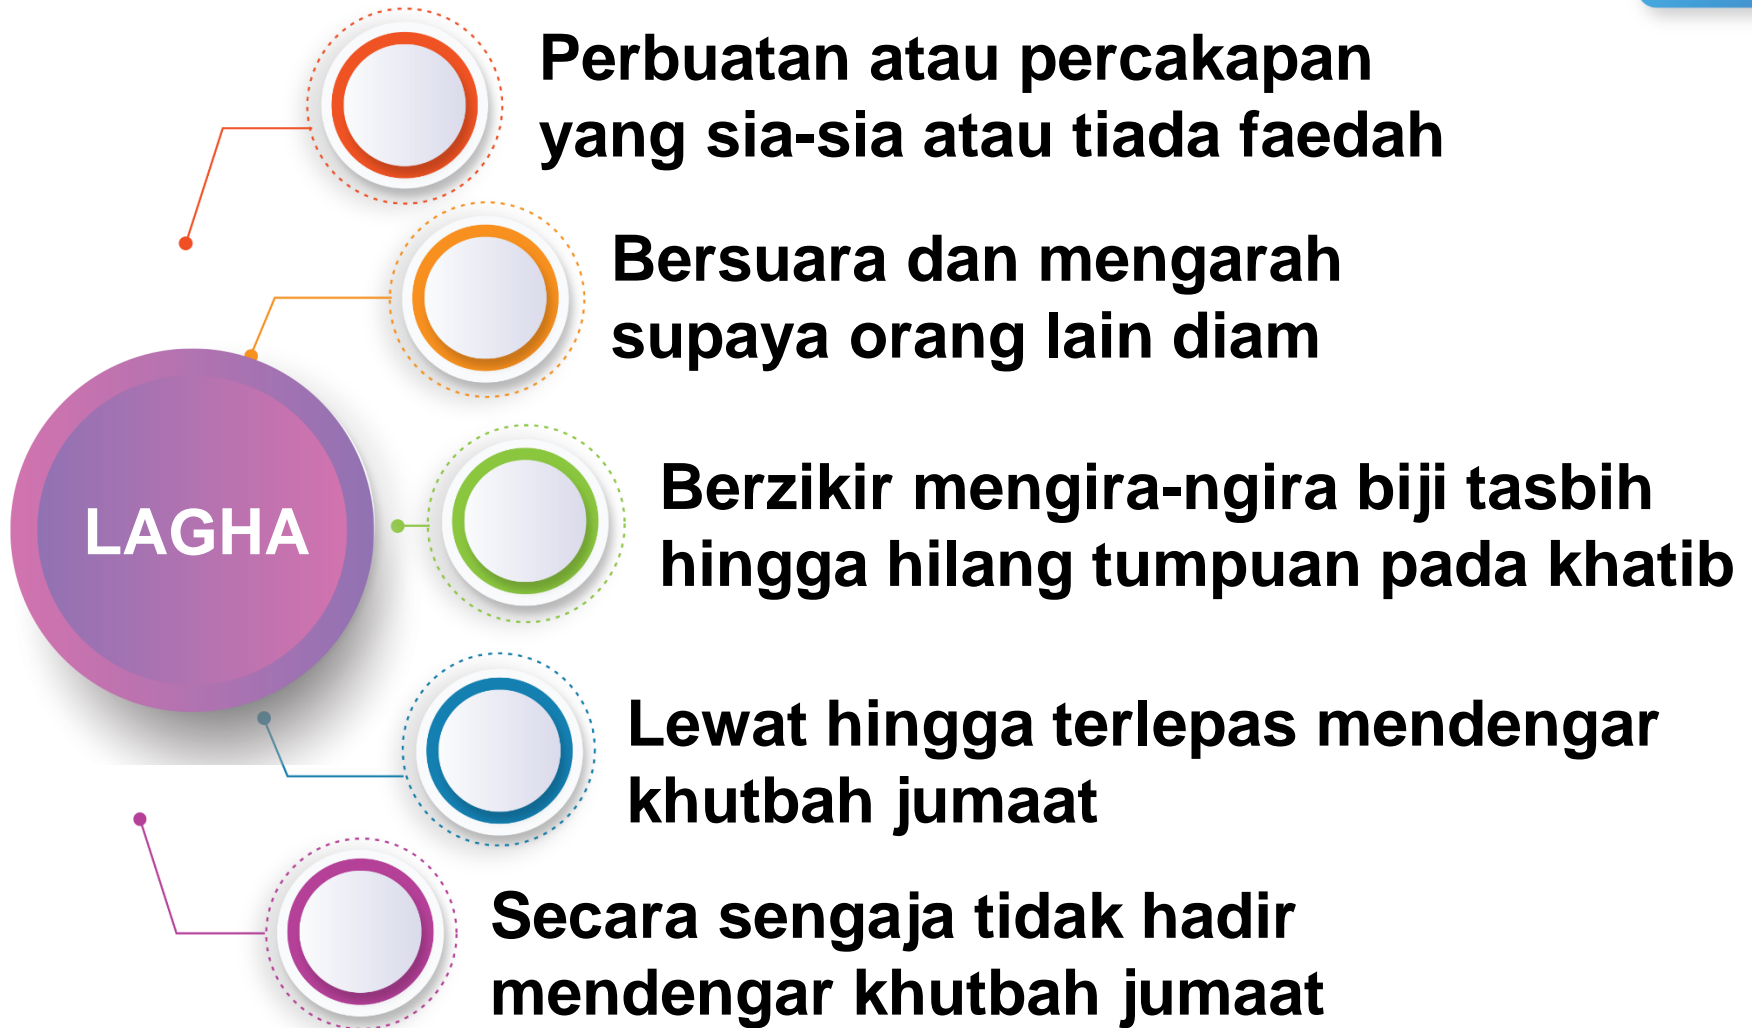 Perbuatan atau percakapan
yang sia-sia atau tiada faedah
Bersuara dan mengarah
supaya orang lain diam
LAGHA
Berzikir mengira-ngira biji tasbih
hingga hilang tumpuan pada khatib
Lewat hingga terlepas mendengar
khutbah jumaat
Secara sengaja tidak hadir
mendengar khutbah jumaat